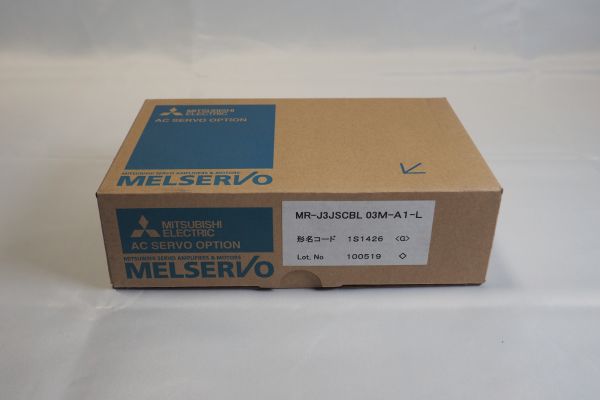 MITSUBISHI
ELECTRIC
AC SERVO OPTION
MITSUBISHI SERVO AMPLIFIERS & MOTORS
MELSERVO
MITSUBISHI
ELECTRIC
AC SERVO OPTION
MITSUBISHI SERVO AMPLIFIERS & MOTORS
MELSERVO
MR-J3JSCBL 03M-A1-L
形名コード 1S1426 <G>
Lot. No 100519 ◇